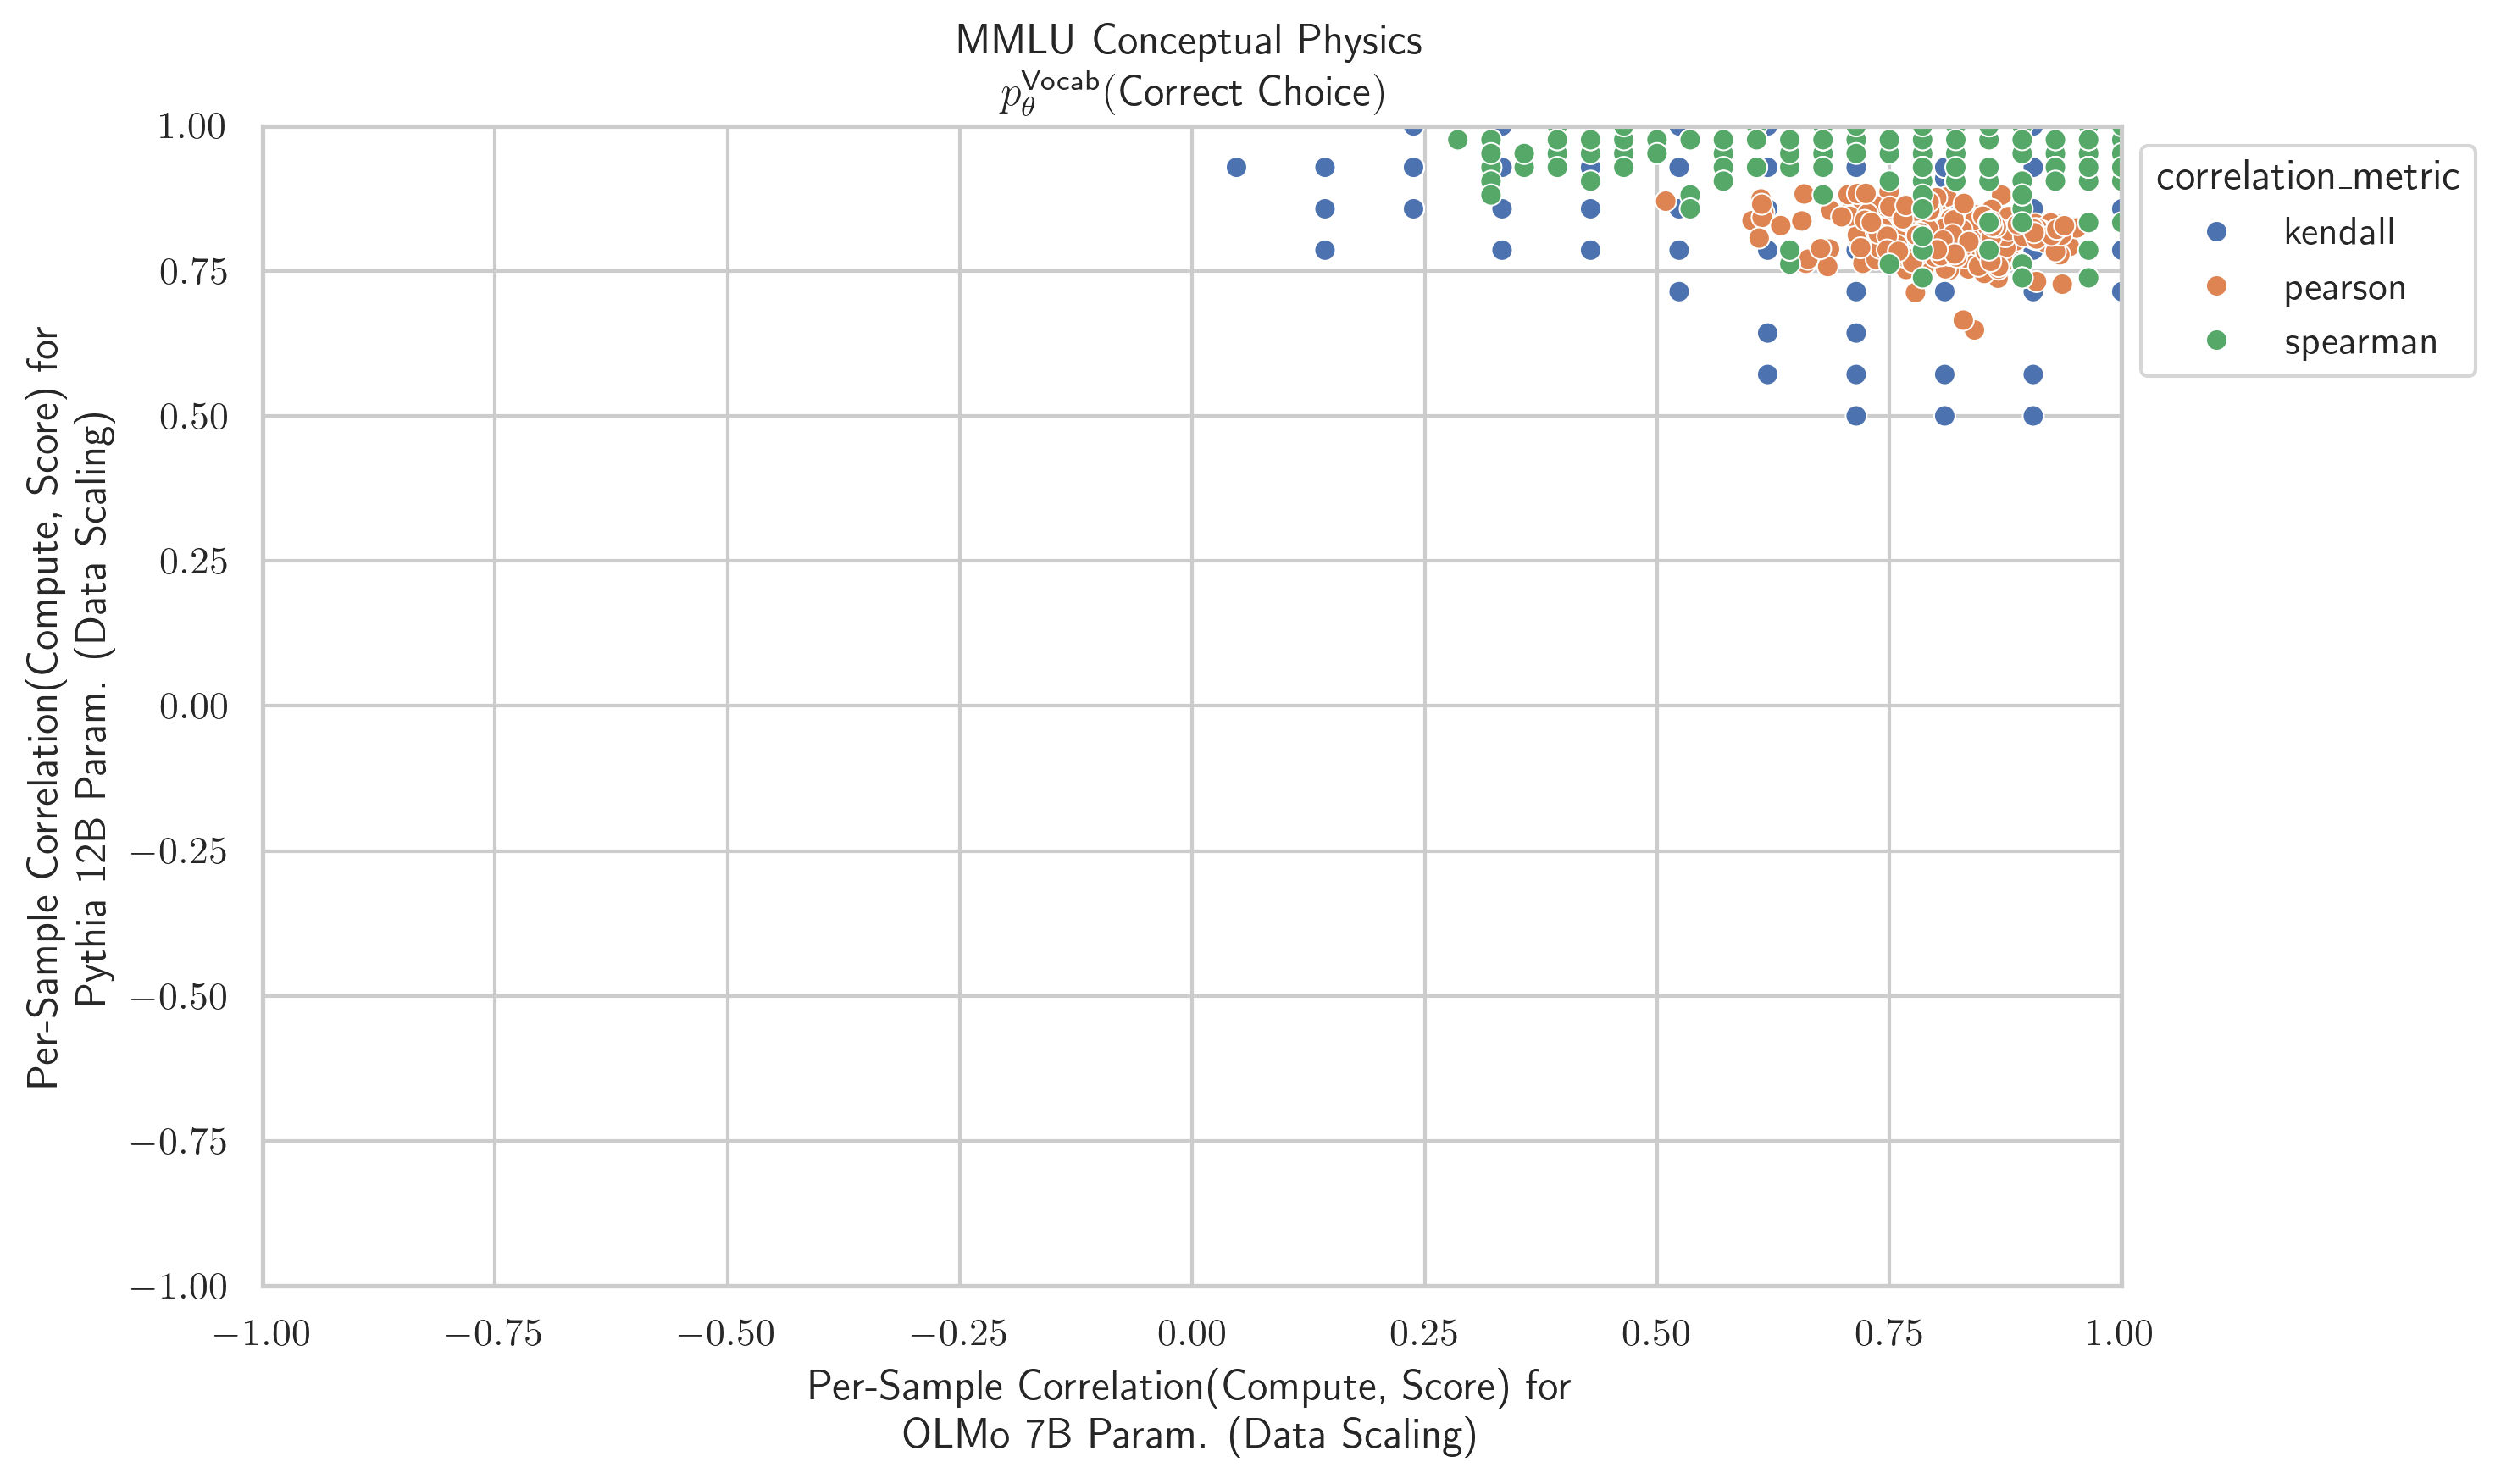 MMLU Conceptual Physics
p_θ^Vocab(Correct Choice)
1.00
0.75
0.50
0.25
0.00
−0.25
−0.50
−0.75
−1.00
Per-Sample Correlation(Compute, Score) for
Pythia 12B Param. (Data Scaling)
−1.00 −0.75 −0.50 −0.25 0.00 0.25 0.50 0.75 1.00
Per-Sample Correlation(Compute, Score) for
OLMo 7B Param. (Data Scaling)
correlation_metric
kendall
pearson
spearman